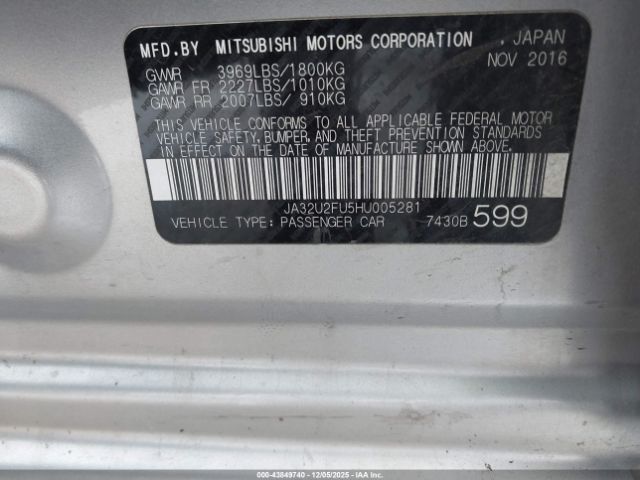 MFD.BY MITSUBISHI MOTORS CORPORATION , JAPAN
NOV 2016
GVWR 3969LBS/1800KG
GAWR FR 2227LBS/1010KG
GAWR RR 2007LBS/ 910KG
THIS VEHICLE CONFORMS TO ALL APPLICABLE FEDERAL MOTOR
VEHICLE SAFETY, BUMPER, AND THEFT PREVENTION STANDARDS
IN EFFECT ON THE DATE OF MANUFACTURE SHOWN ABOVE.
JA32U2FU5HU005281
VEHICLE TYPE: PASSENGER CAR 7430B 599
000-43849740 - 12/05/2025 - COPYRIGHT IAA, LLC.